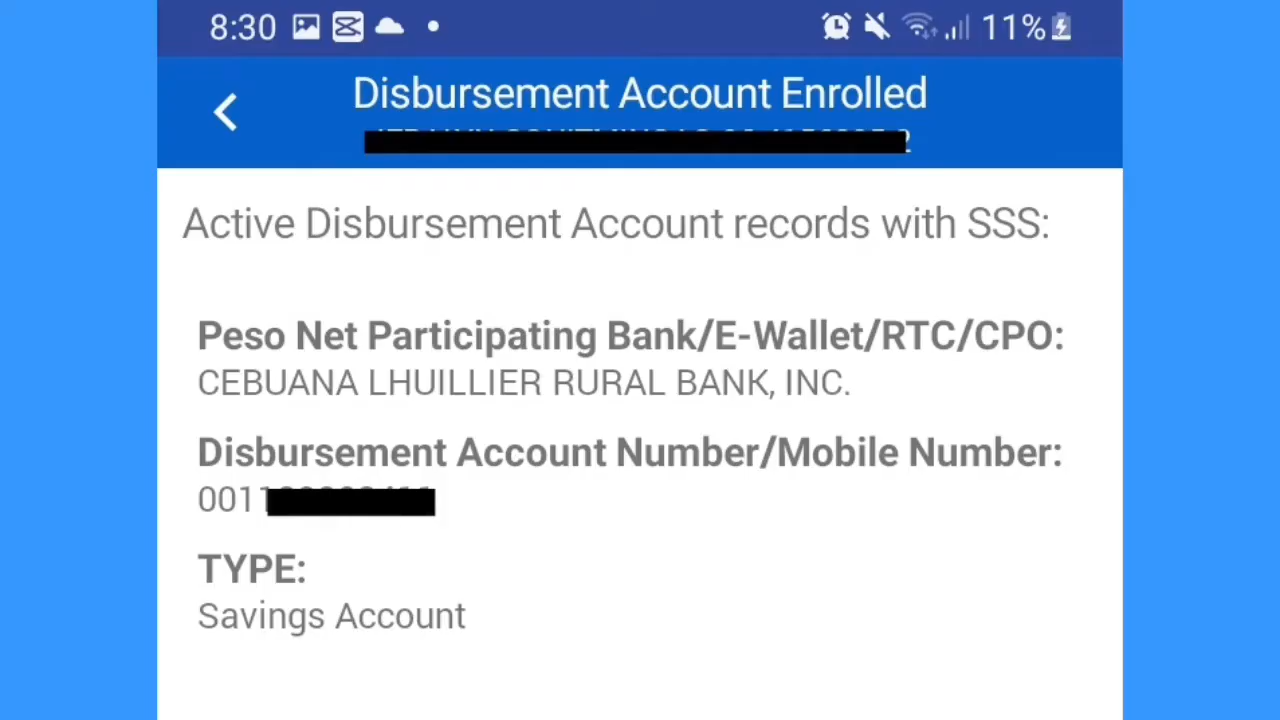 8:30 11%
Disbursement Account Enrolled
Active Disbursement Account records with SSS:
Peso Net Participating Bank/E-Wallet/RTC/CPO:
CEBUANA LHUILLIER RURAL BANK, INC.
Disbursement Account Number/Mobile Number:
0011
TYPE:
Savings Account